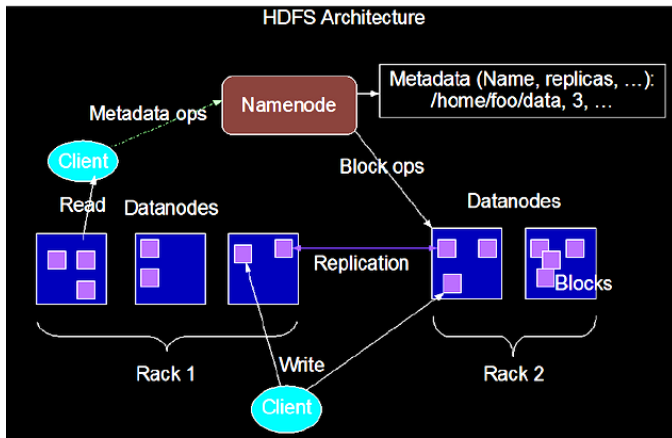 HDFS Architecture
Metadata (Name, replicas, ...):
/home/foo/data, 3, ...
Namenode
Metadata ops
Client
Block ops
Read
Datanodes
Datanodes
Replication
Blocks
Rack 1
Write
Rack 2
Client